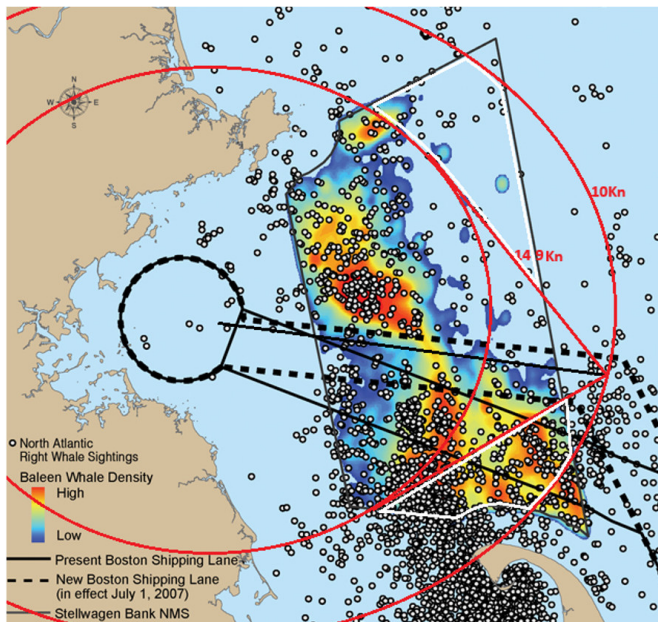 N
W E
S
10Kn
14.9Kn
North Atlantic
Right Whale Sightings
Baleen Whale Density
High
Low
Present Boston Shipping Lane
New Boston Shipping Lane
(in effect July 1, 2007)
Stellwagen Bank NMS